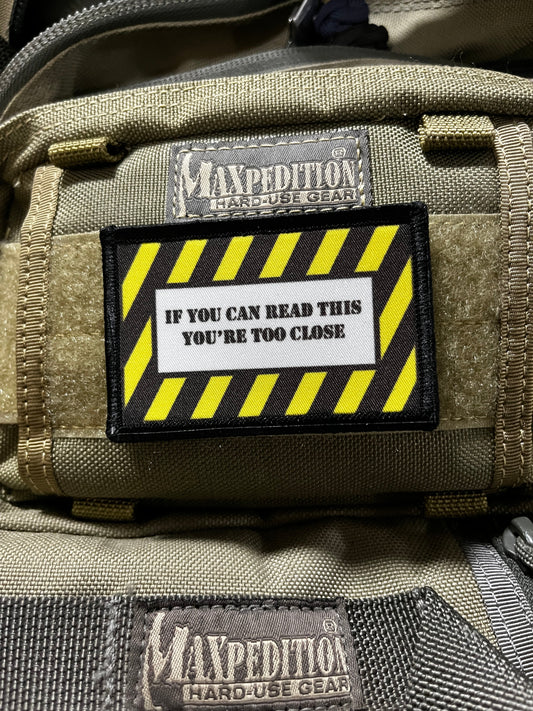 MAXPEDITION®
HARD-USE GEAR
IF YOU CAN READ THIS
YOU'RE TOO CLOSE
MAXPEDITION®
HARD-USE GEAR